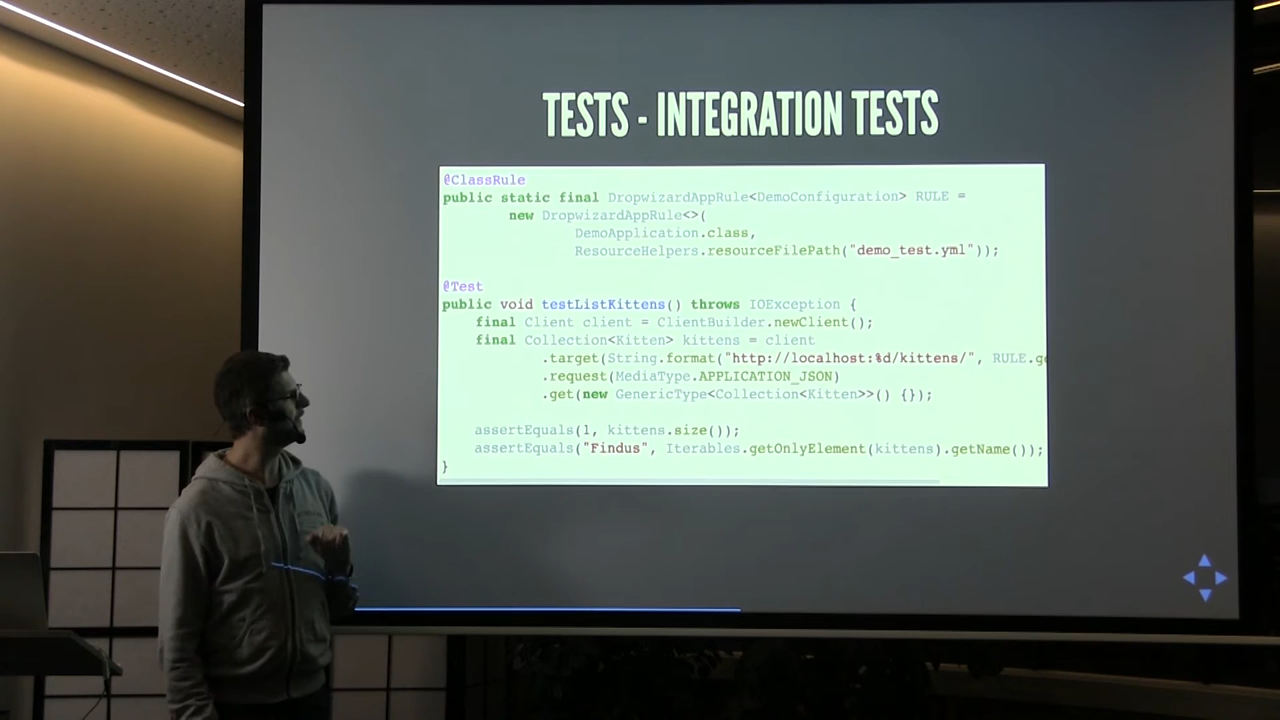 TESTS - INTEGRATION TESTS
@ClassRule
public static final DropwizardAppRule<DemoConfiguration> RULE =
new DropwizardAppRule<>(
DemoApplication.class,
ResourceHelpers.resourceFilePath("demo_test.yml"));
@Test
public void testListKittens() throws IOException {
final Client client = ClientBuilder.newClient();
final Collection<Kitten> kittens = client
.target(String.format("http://localhost:%d/kittens/", RULE.ge
.request(MediaType.APPLICATION_JSON)
.get(new GenericType<Collection<Kitten>>() {});
assertEquals(1, kittens.size());
assertEquals("Findus", Iterables.getOnlyElement(kittens).getName());
}